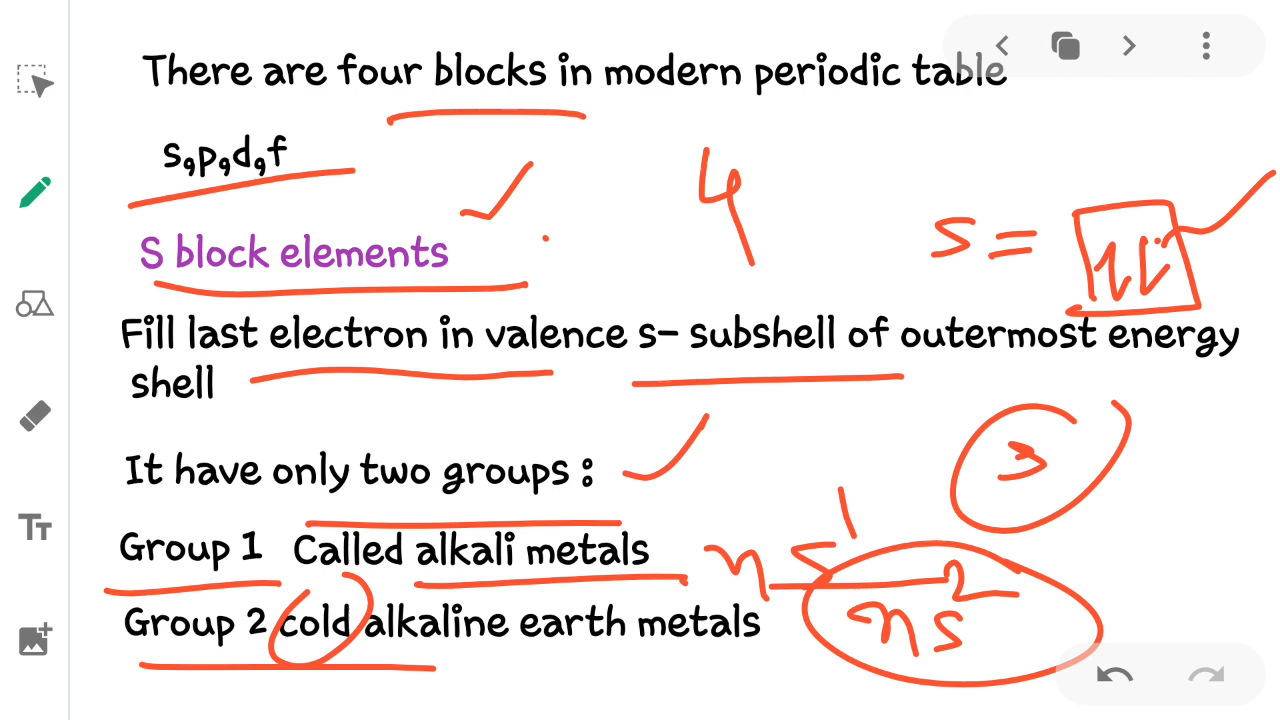 There are four blocks in modern periodic table
s,p,d,f
4
S block elements
s = 1L
Fill last electron in valence s- subshell of outermost energy
shell
It have only two groups :
Group 1 Called alkali metals
ns1
Group 2 cold alkaline earth metals
ns2